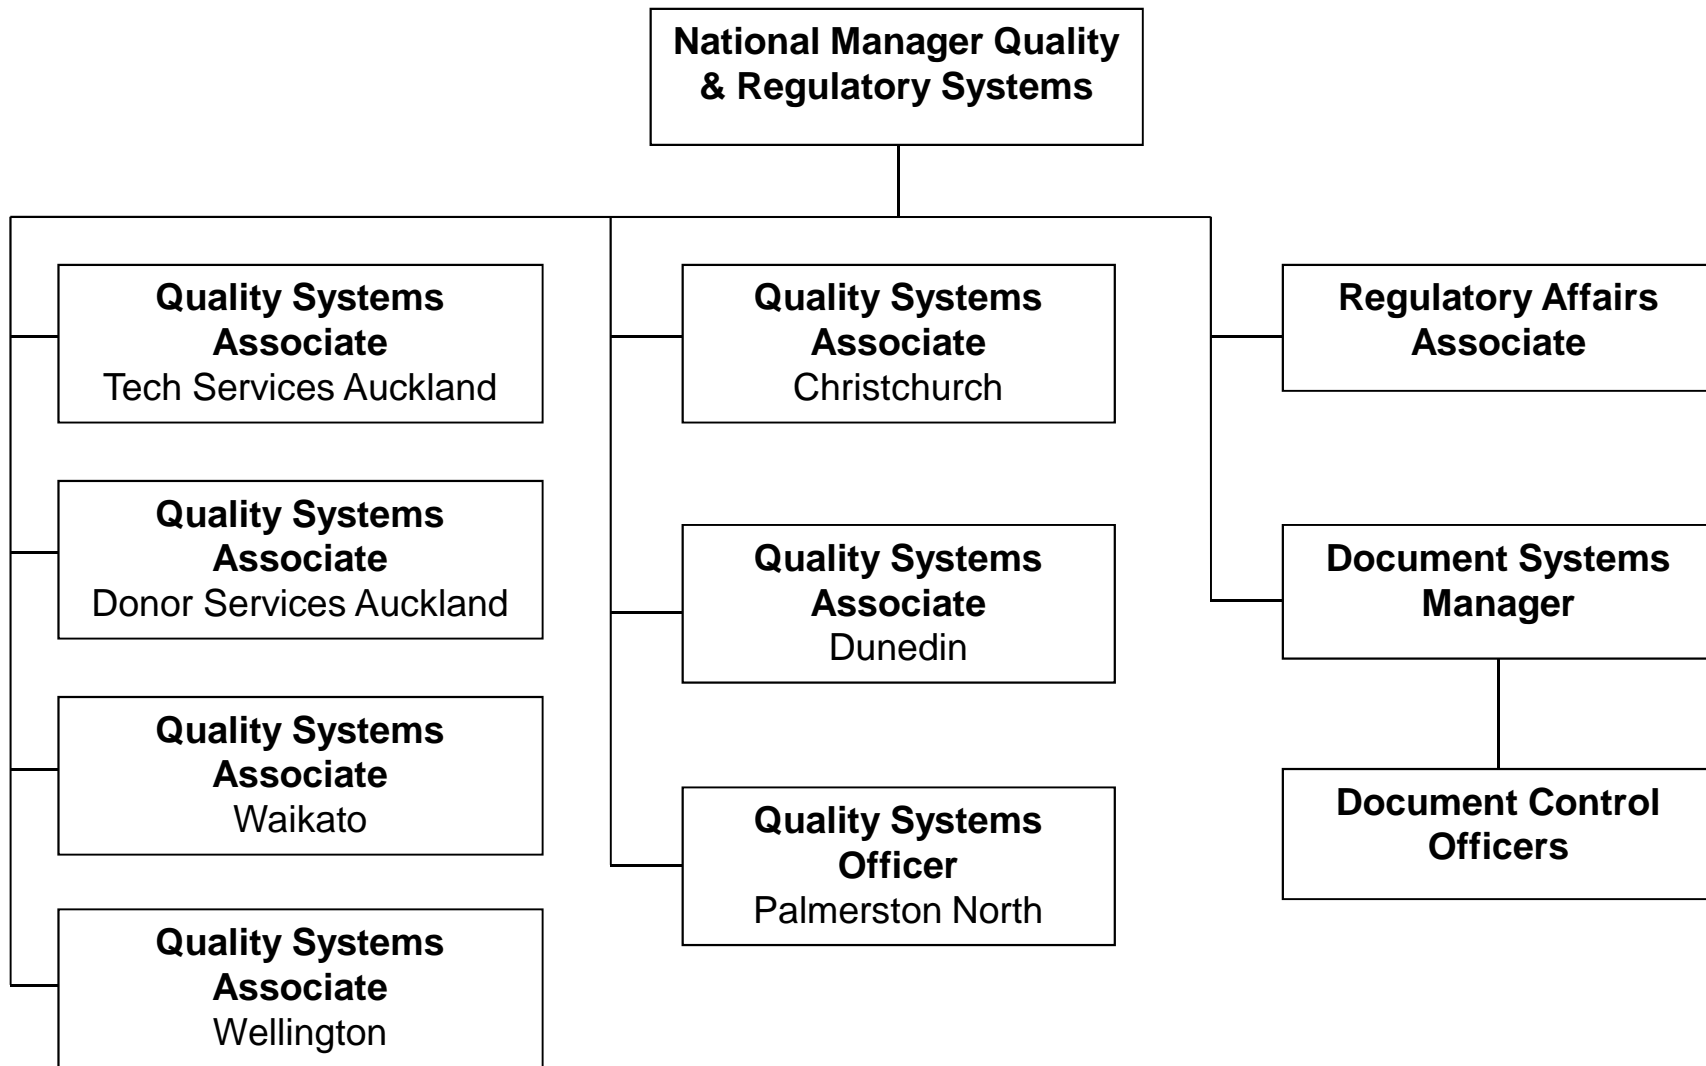 National Manager Quality
& Regulatory Systems
Quality Systems
Associate
Tech Services Auckland
Quality Systems
Associate
Donor Services Auckland
Quality Systems
Associate
Waikato
Quality Systems
Associate
Wellington
Quality Systems
Associate
Christchurch
Quality Systems
Associate
Dunedin
Quality Systems
Officer
Palmerston North
Regulatory Affairs
Associate
Document Systems
Manager
Document Control
Officers